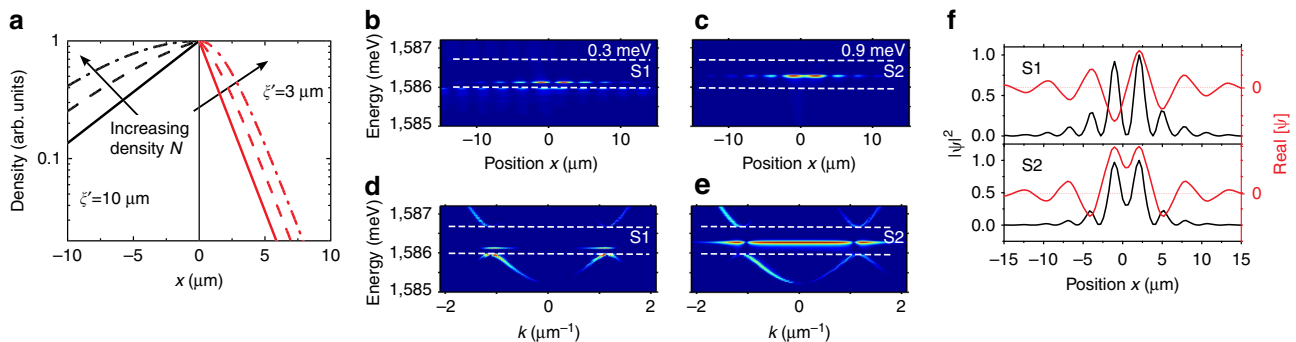 a
Density (arb. units)
1
0.1
ξ′=3 μm
Increasing
density N
ξ′=10 μm
−10 −5 0 5 10
x (μm)
b
Energy (meV)
1,587
1,586
1,585
0.3 meV
S1
−10 0 10
Position x (μm)
c
0.9 meV
S2
−10 0 10
Position x (μm)
d
Energy (meV)
1,587
1,586
1,585
S1
−2 0 2
k (μm⁻¹)
e
S2
−2 0 2
k (μm⁻¹)
f
|ψ|²
1.0
0.5
0.0
S1
0
1.0
0.5
0.0
S2
0
Real [ψ]
−15 −10 −5 0 5 10 15
Position x (μm)